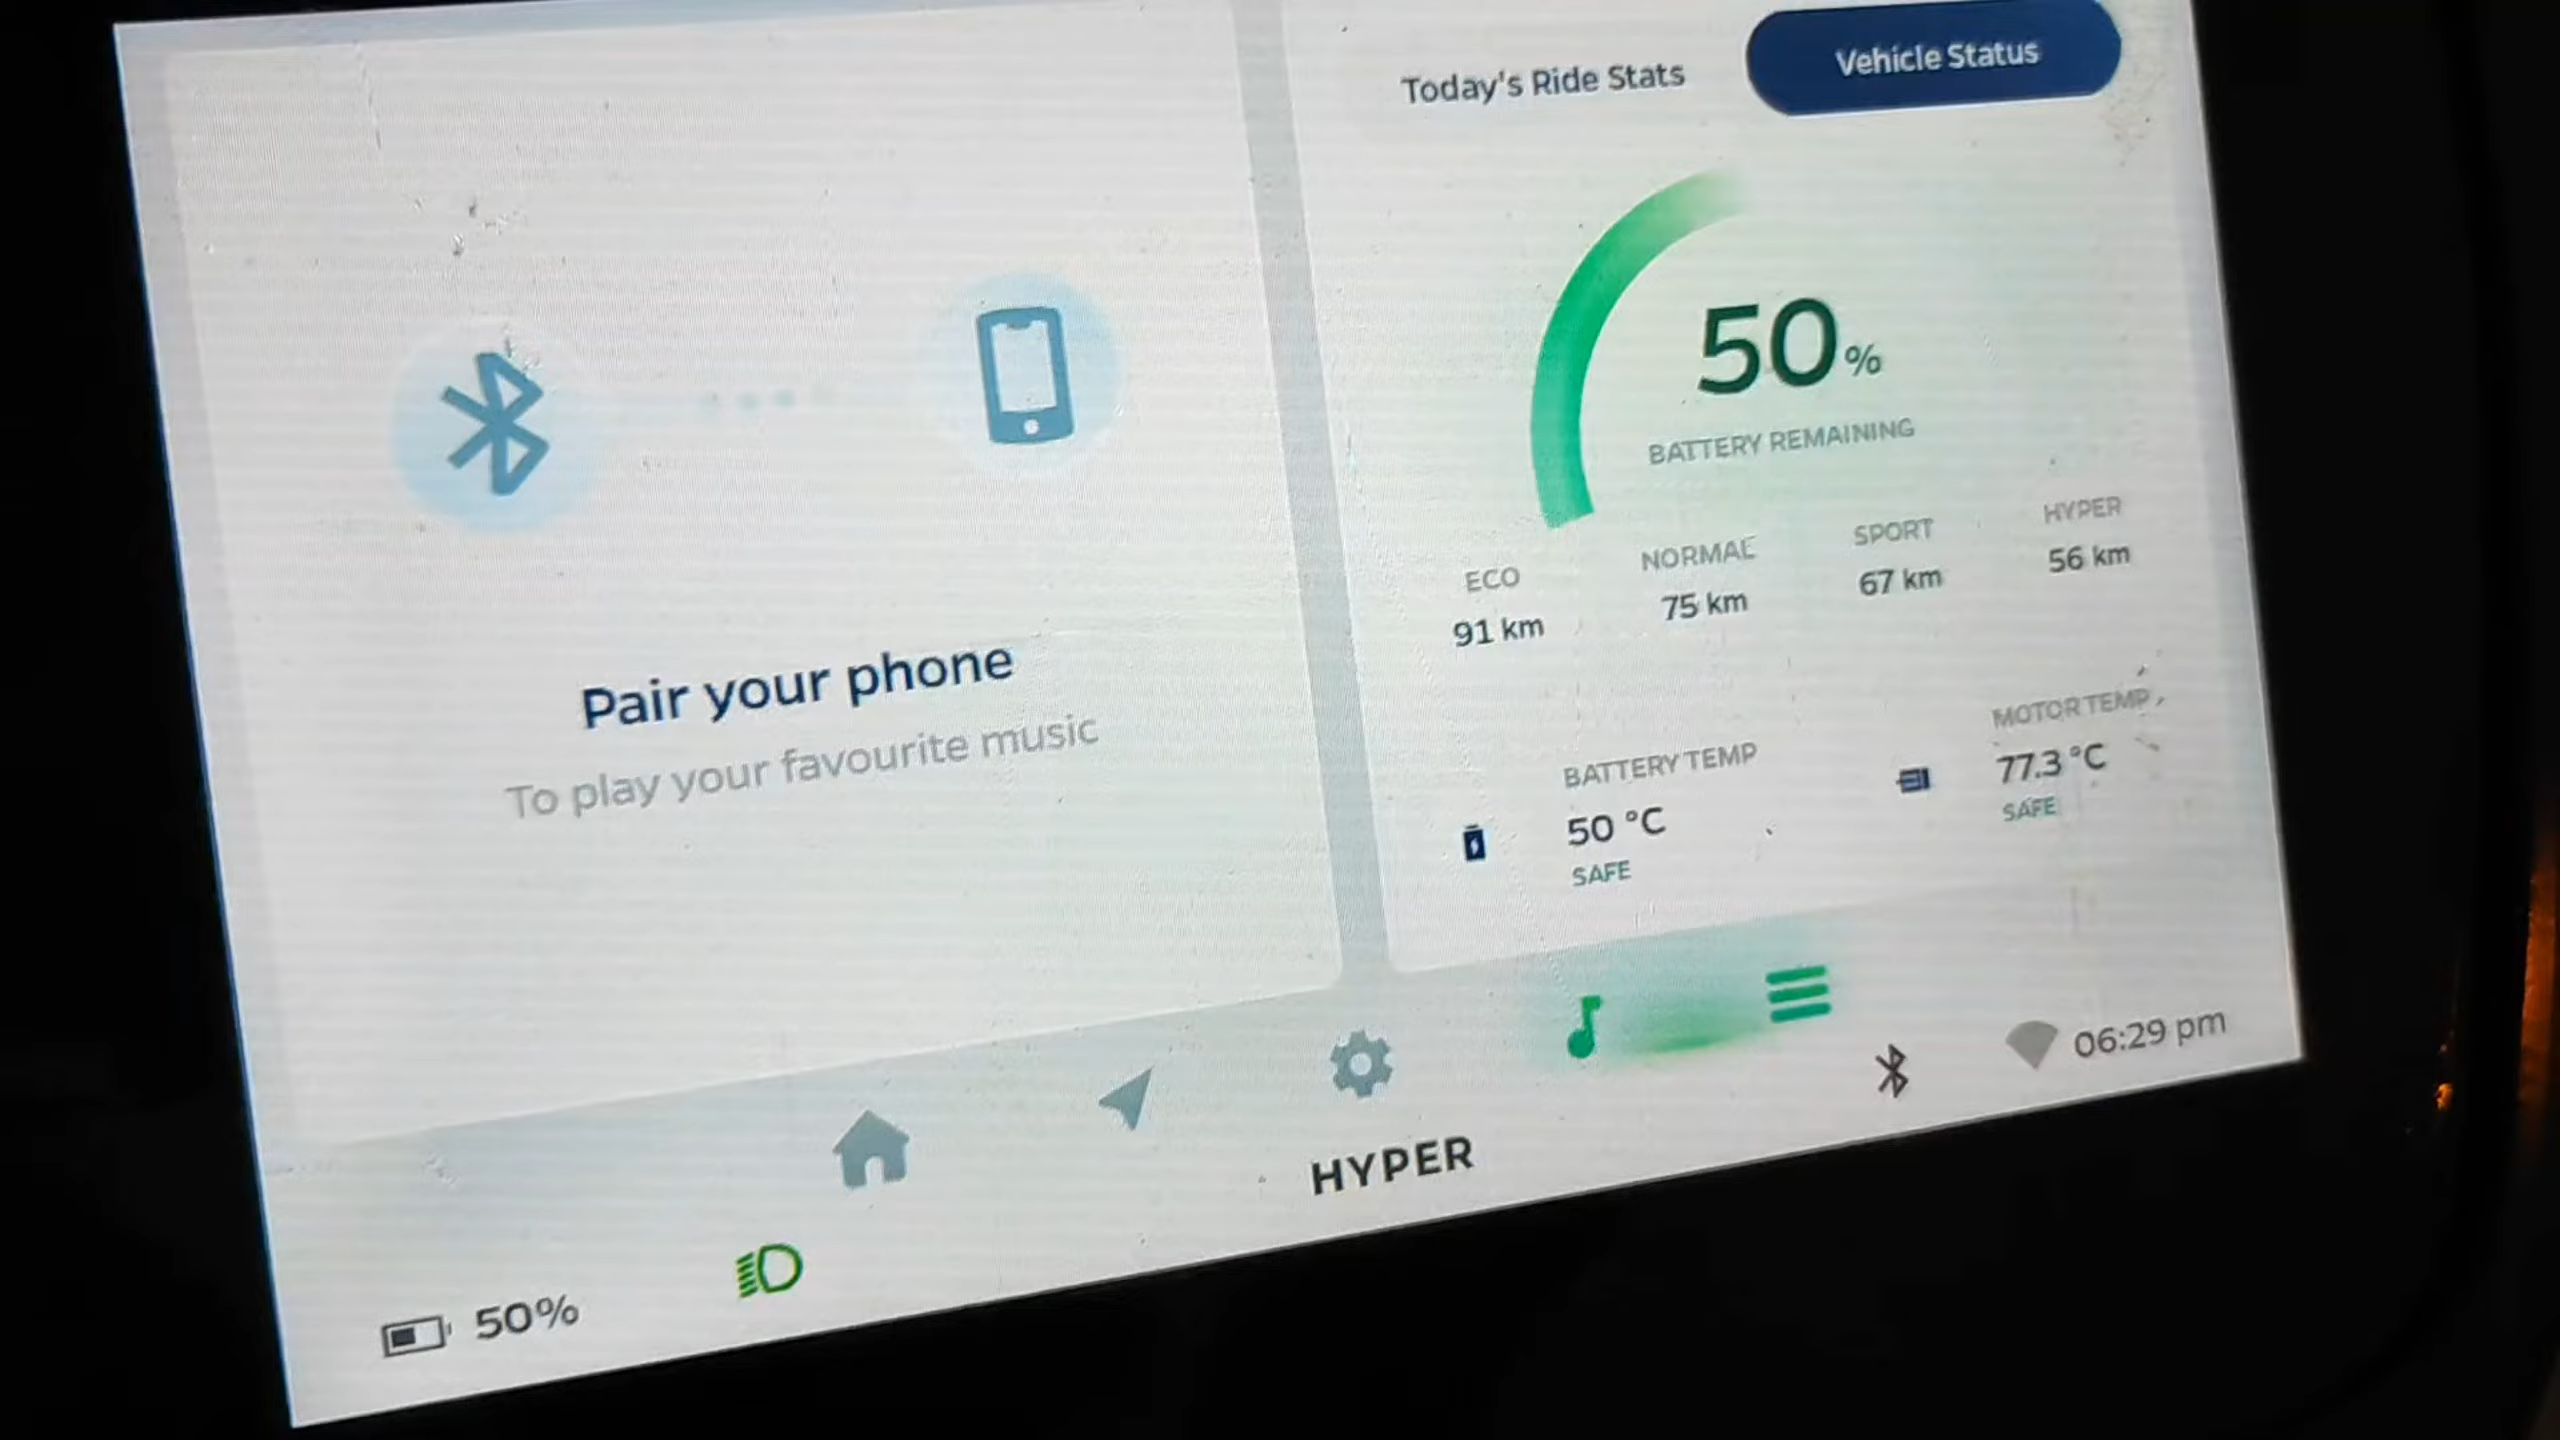 Today's Ride Stats
Vehicle Status
50%
BATTERY REMAINING
ECO
NORMAL
SPORT
HYPER
91 km
75 km
67 km
56 km
BATTERY TEMP
50 °C
SAFE
MOTOR TEMP
77.3 °C
SAFE
Pair your phone
To play your favourite music
HYPER
06:29 pm
50%